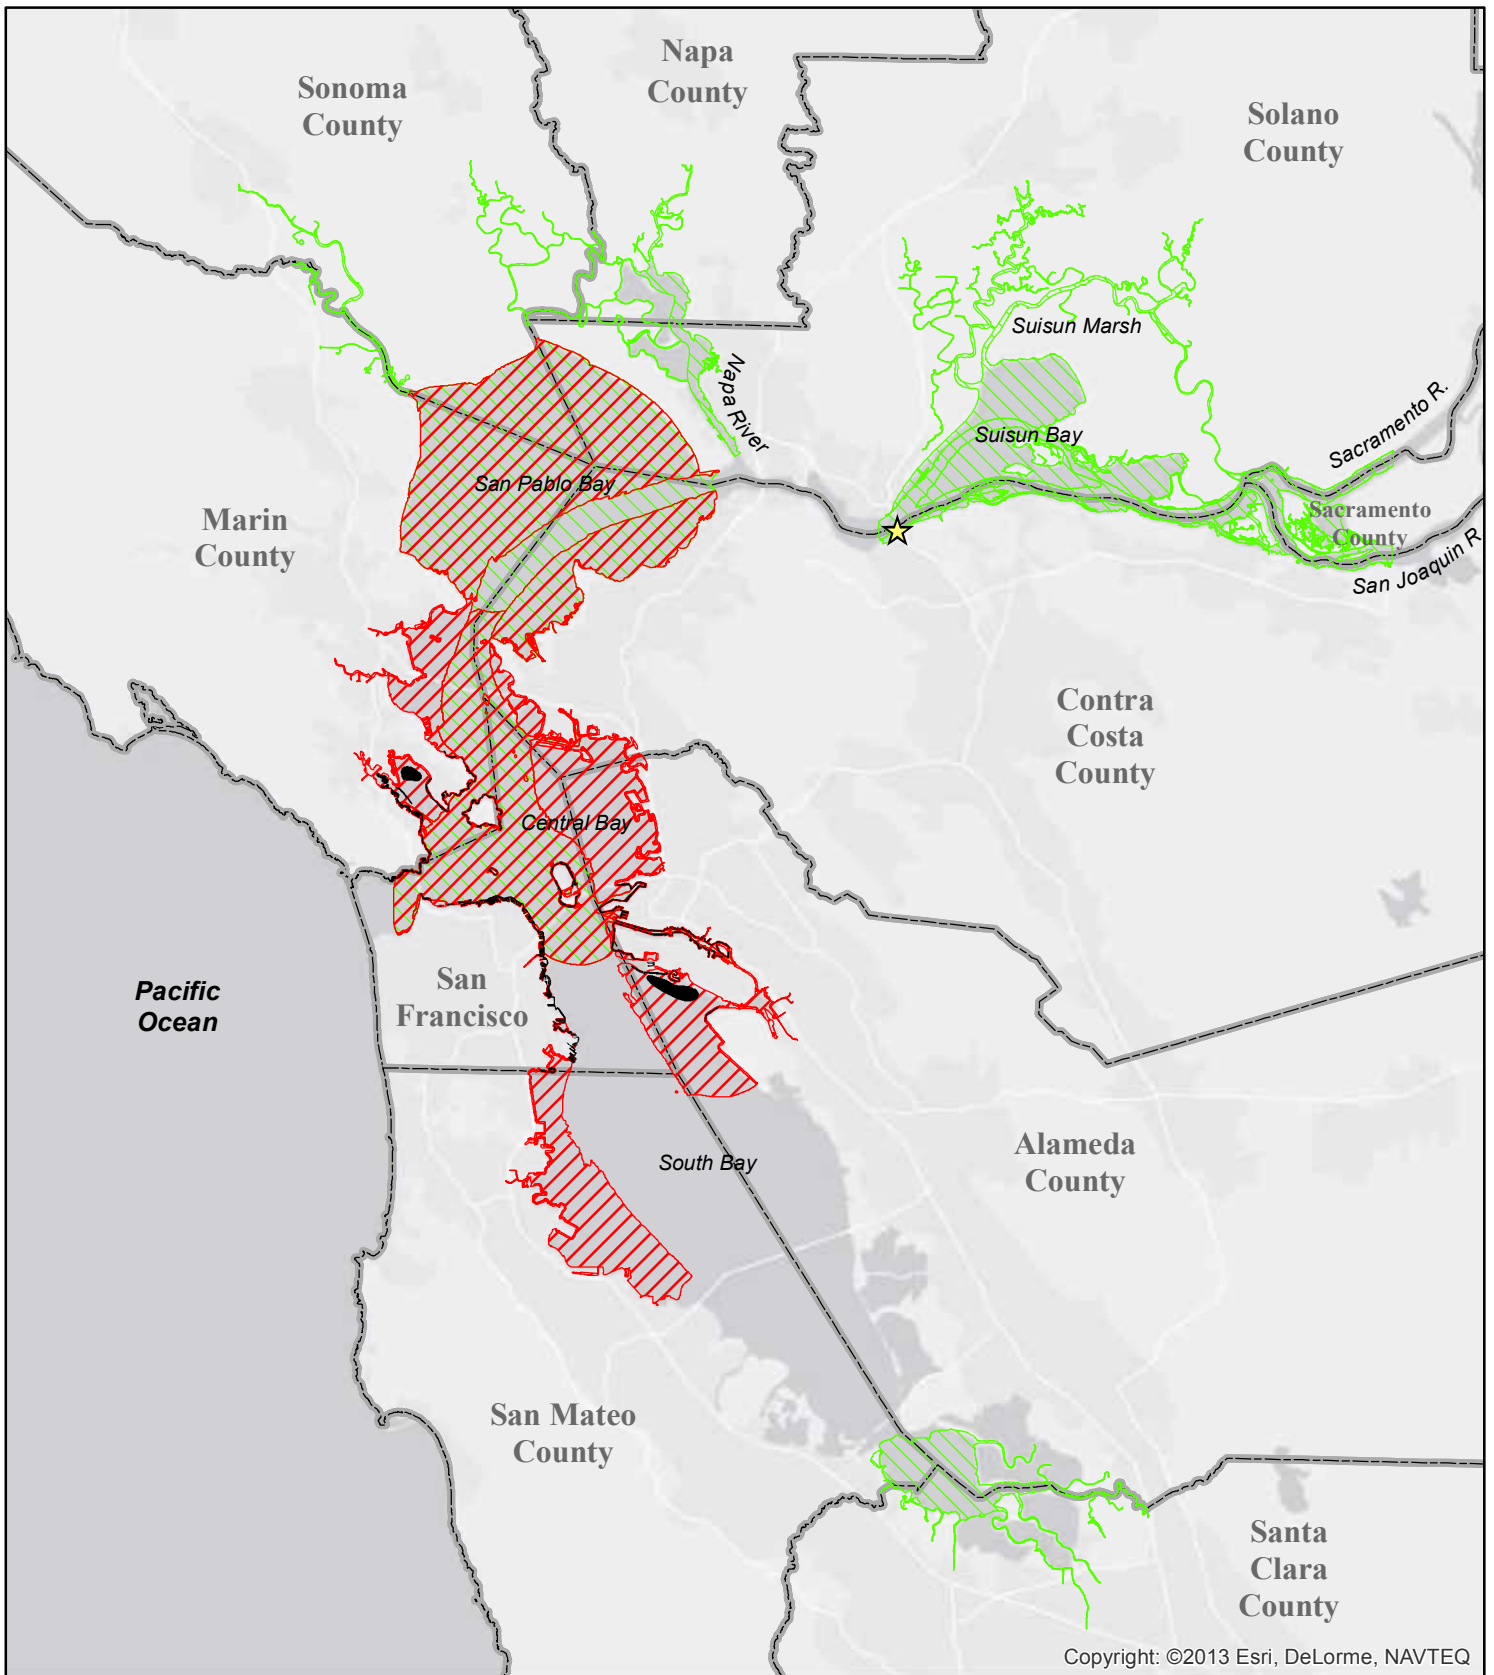 Napa
County
Sonoma
County
Solano
County
Suisun Marsh
Napa River
Suisun Bay
Sacramento R.
San Pablo Bay
Sacramento
County
Marin
County
San Joaquin R
Contra
Costa
County
Central Bay
San
Francisco
Pacific
Ocean
South Bay
Alameda
County
San Mateo
County
Santa
Clara
County
Copyright: ©2013 Esri, DeLorme, NAVTEQ